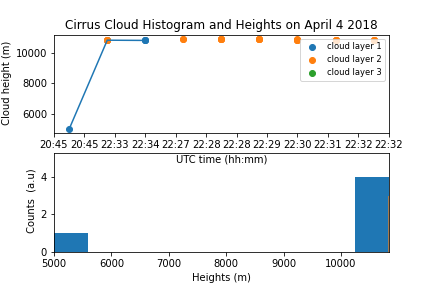 Cirrus Cloud Histogram and Heights on April 4 2018
Cloud height (m)
10000
8000
6000
cloud layer 1
cloud layer 2
cloud layer 3
20:45 20:45 22:33 22:34 22:27 22:28 22:28 22:29 22:30 22:31 22:32 22:32
UTC time (hh:mm)
Counts (a.u)
4
2
0
5000 6000 7000 8000 9000 10000
Heights (m)